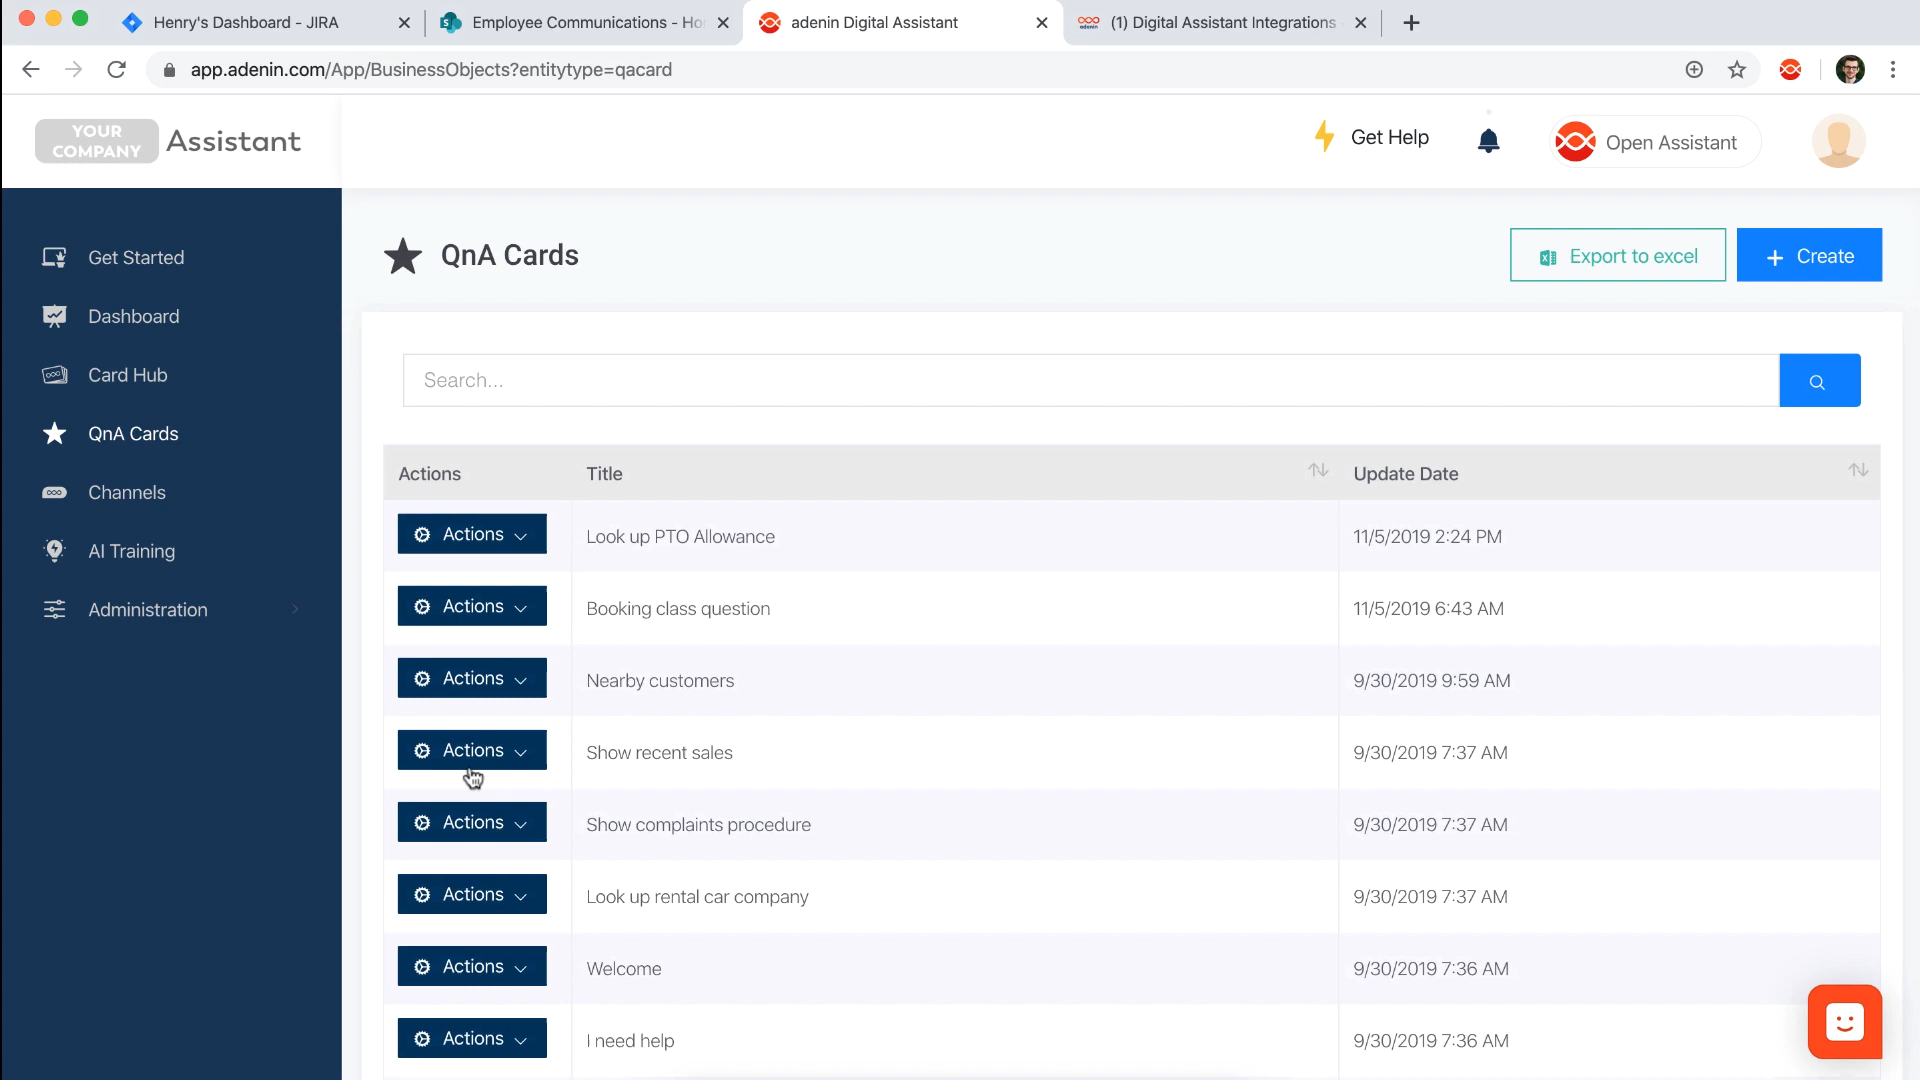 Henry's Dashboard - JIRA
Employee Communications - Ho
adenin Digital Assistant
(1) Digital Assistant Integrations
app.adenin.com/App/BusinessObjects?entitytype=qacard
YOUR
COMPANY
Assistant
Get Help
Open Assistant
Get Started
Dashboard
Card Hub
QnA Cards
Channels
AI Training
Administration
QnA Cards
Export to excel
+ Create
Search...
Actions Title Update Date
Actions Look up PTO Allowance 11/5/2019 2:24 PM
Actions Booking class question 11/5/2019 6:43 AM
Actions Nearby customers 9/30/2019 9:59 AM
Actions Show recent sales 9/30/2019 7:37 AM
Actions Show complaints procedure 9/30/2019 7:37 AM
Actions Look up rental car company 9/30/2019 7:37 AM
Actions Welcome 9/30/2019 7:36 AM
Actions I need help 9/30/2019 7:36 AM